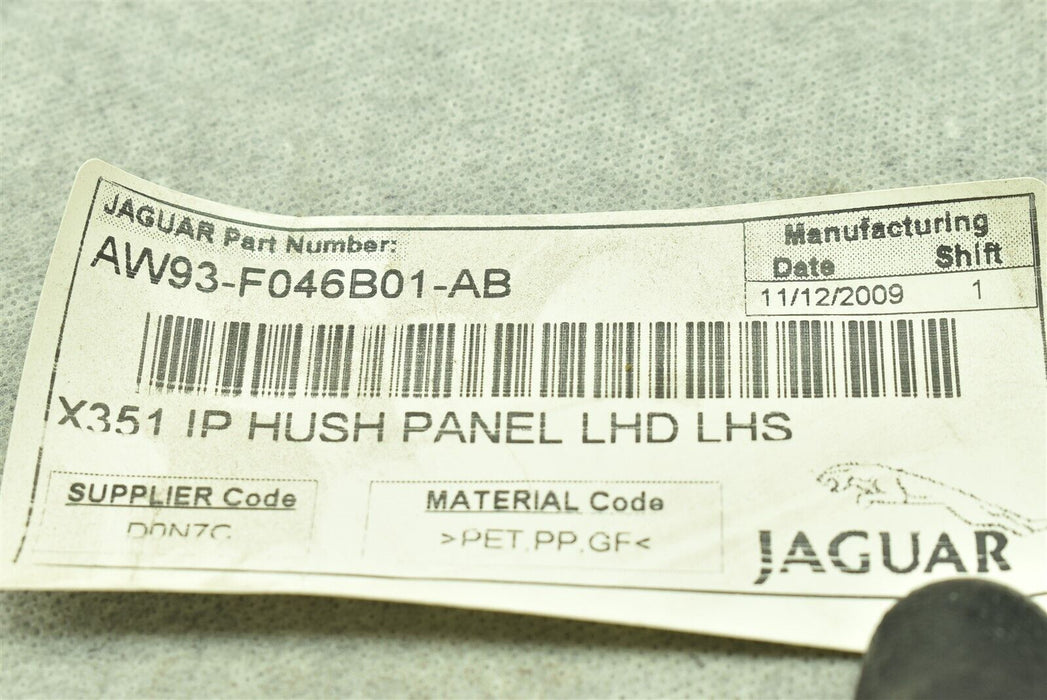 JAGUAR Part Number:
AW93-F046B01-AB
Manufacturing
Date Shift
11/12/2009 1
X351 IP HUSH PANEL LHD LHS
SUPPLIER Code
MATERIAL Code
>PET,PP,GF<
JAGUAR